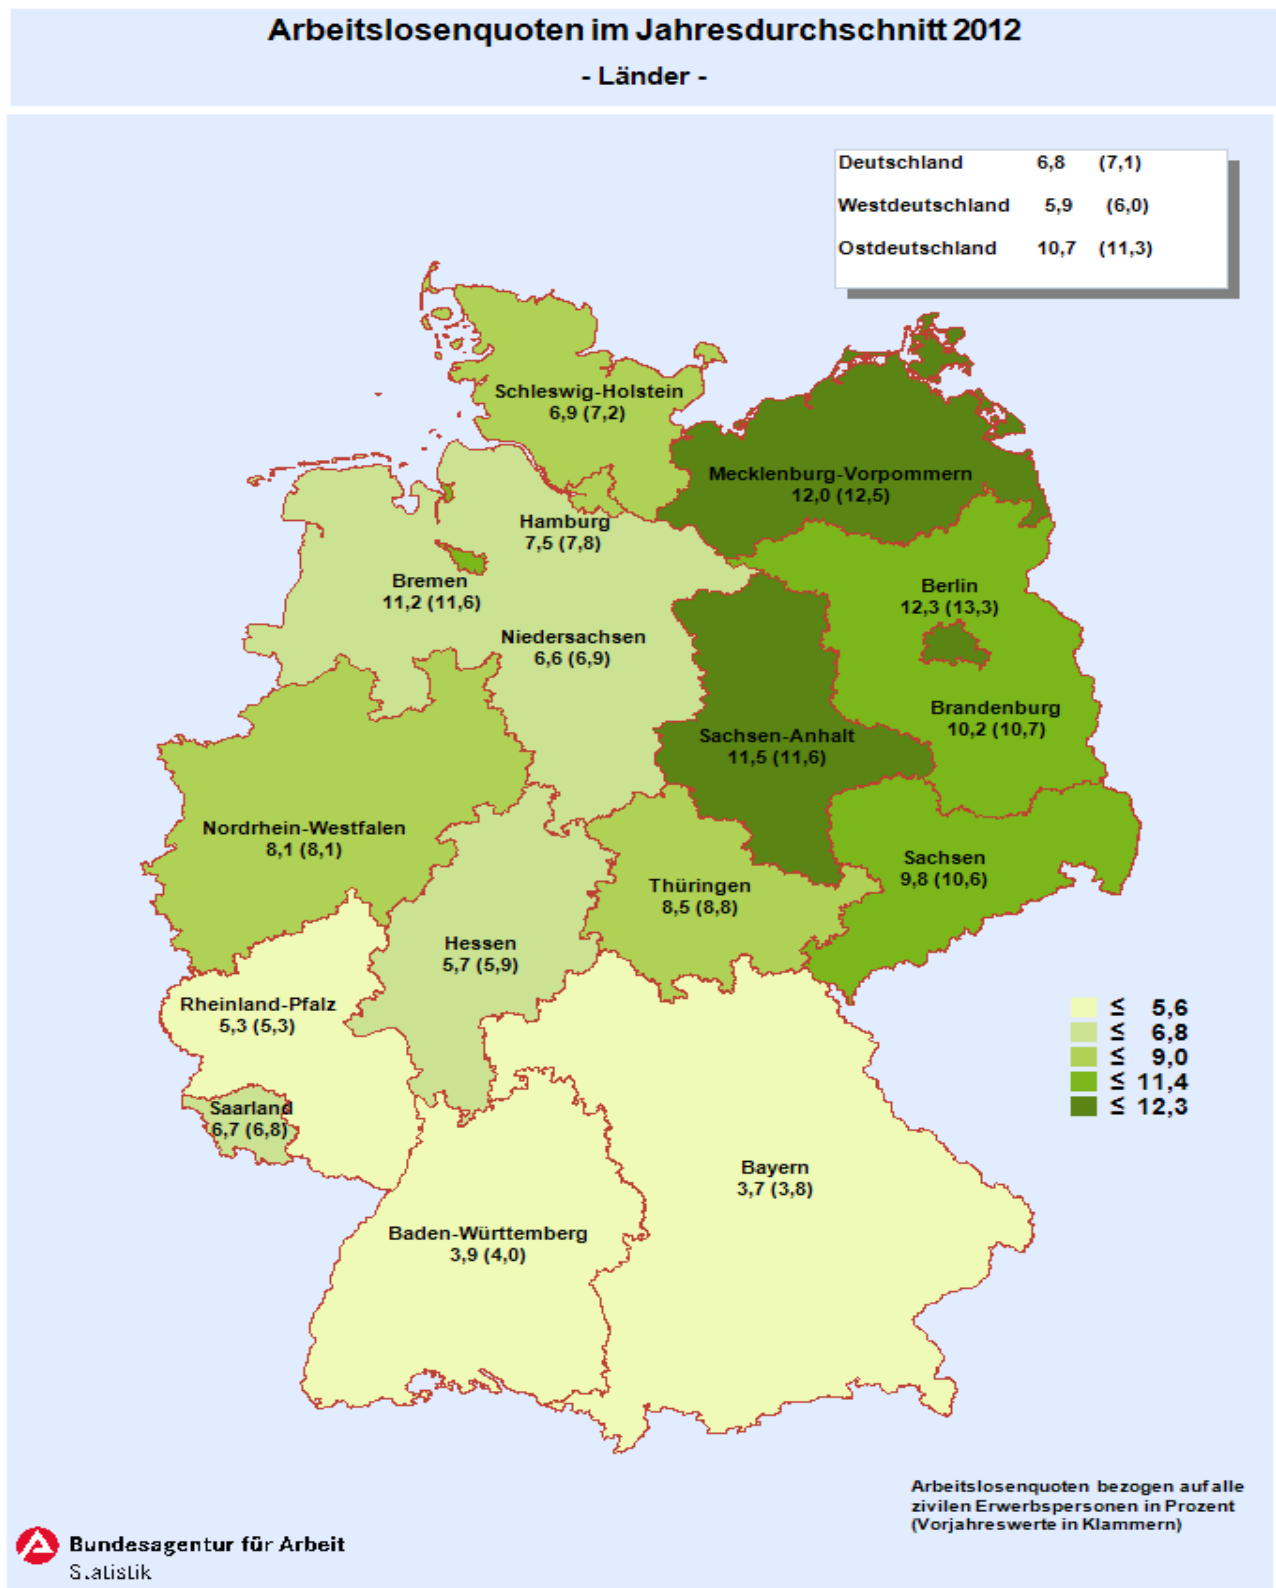 Arbeitslosenquoten im Jahresdurchschnitt 2012
- Länder -
Deutschland 6,8 (7,1)
Westdeutschland 5,9 (6,0)
Ostdeutschland 10,7 (11,3)
Schleswig-Holstein
6,9 (7,2)
Mecklenburg-Vorpommern
12,0 (12,5)
Hamburg
7,5 (7,8)
Bremen
11,2 (11,6)
Berlin
12,3 (13,3)
Niedersachsen
6,6 (6,9)
Brandenburg
10,2 (10,7)
Sachsen-Anhalt
11,5 (11,6)
Nordrhein-Westfalen
8,1 (8,1)
Sachsen
9,8 (10,6)
Thüringen
8,5 (8,8)
Hessen
5,7 (5,9)
Rheinland-Pfalz
5,3 (5,3)
≤ 5,6
≤ 6,8
≤ 9,0
≤ 11,4
≤ 12,3
Saarland
6,7 (6,8)
Bayern
3,7 (3,8)
Baden-Württemberg
3,9 (4,0)
Arbeitslosenquoten bezogen auf alle
zivilen Erwerbspersonen in Prozent
(Vorjahreswerte in Klammern)
Bundesagentur für Arbeit
Statistik